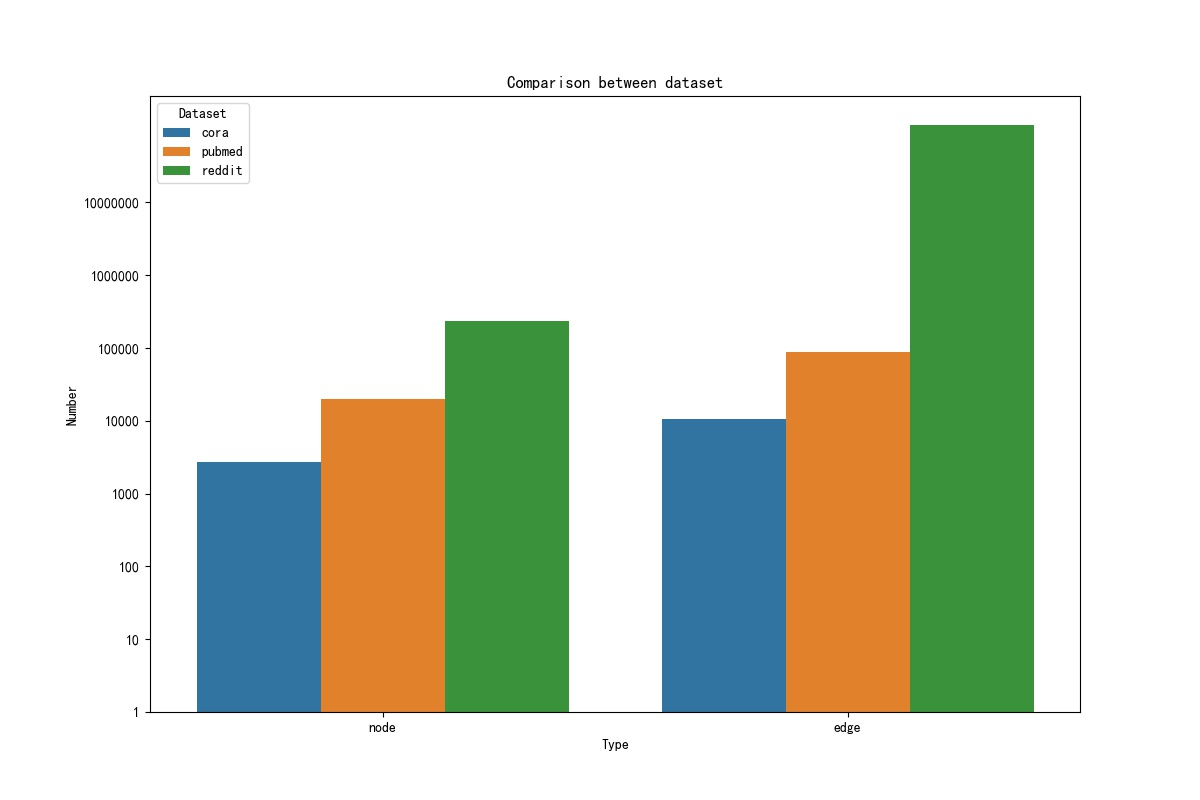 Comparison between dataset
Dataset
cora
pubmed
reddit
10000000
1000000
100000
10000
1000
100
10
1
Number
node
edge
Type